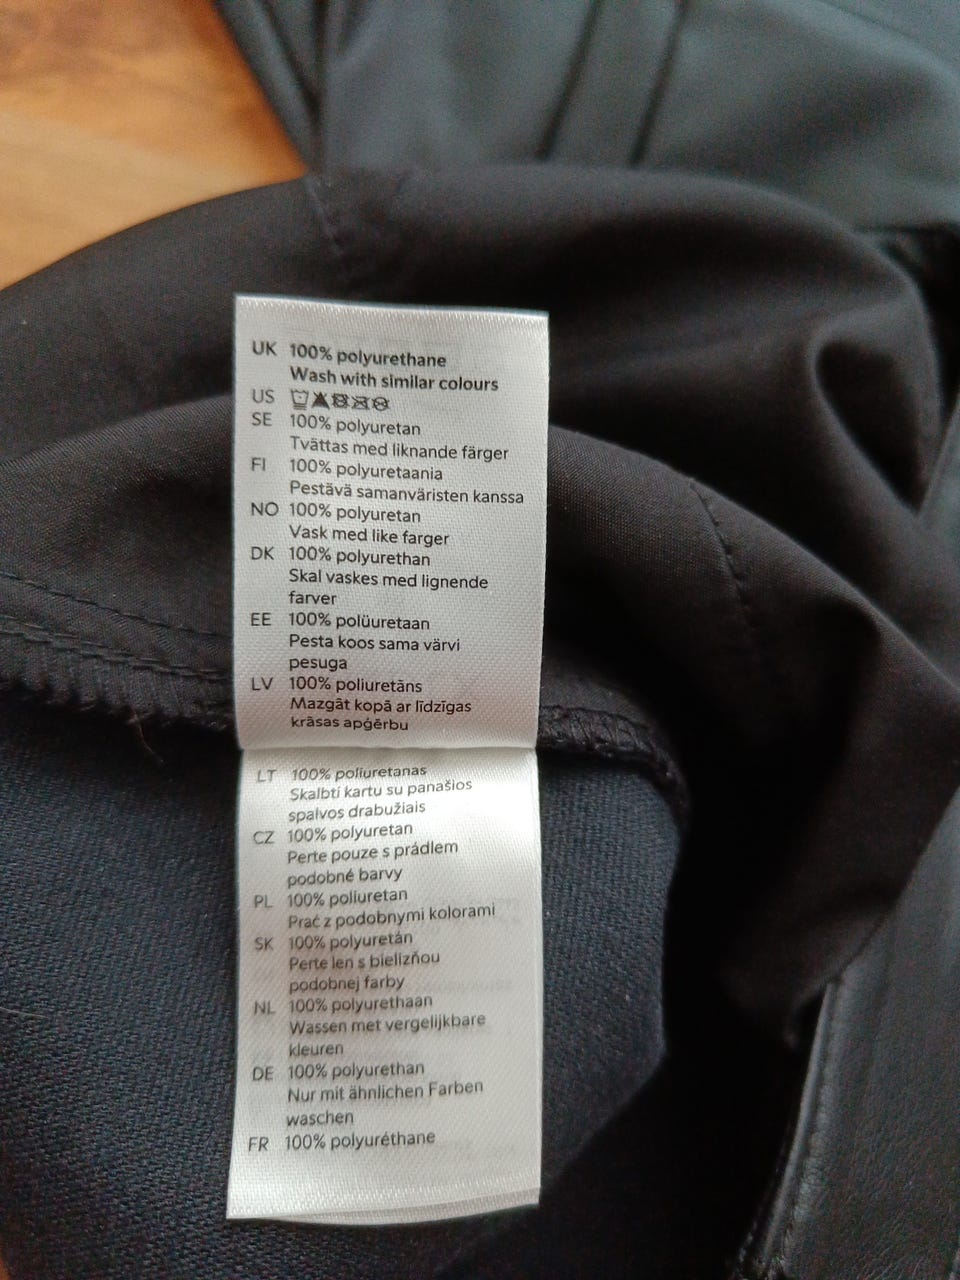 UK 100% polyurethane
Wash with similar colours
US
SE 100% polyuretan
Tvättas med liknande färger
FI 100% polyuretaania
Pestävä samanväristen kanssa
NO 100% polyuretan
Vask med like farger
DK 100% polyurethan
Skal vaskes med lignende
farver
EE 100% polüuretaan
Pesta koos sama värvi
pesuga
LV 100% poliuretāns
Mazgāt kopā ar līdzīgas
krāsas apģērbu
LT 100% poliuretanas
Skalbti kartu su panašios
spalvos drabužiais
CZ 100% polyuretan
Perte pouze s prádlem
podobné barvy
PL 100% poliuretan
Prać z podobnymi kolorami
SK 100% polyuretán
Perte len s bielizňou
podobnej farby
NL 100% polyurethaan
Wassen met vergelijkbare
kleuren
DE 100% polyurethan
Nur mit ähnlichen Farben
waschen
FR 100% polyuréthane